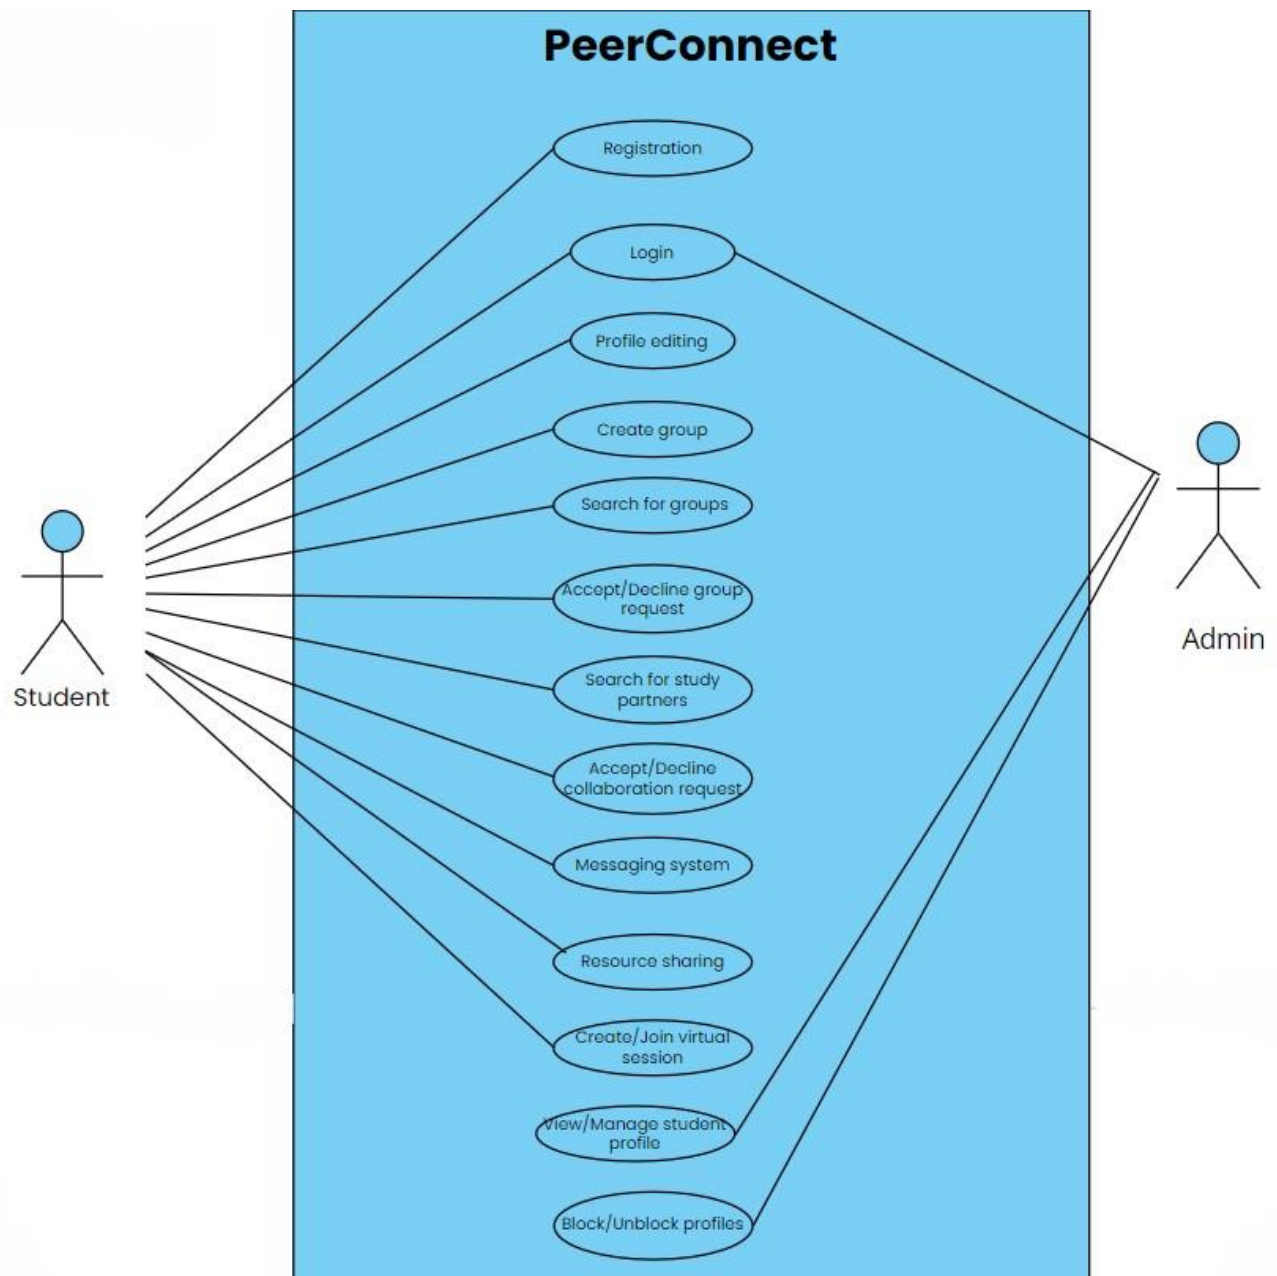 PeerConnect
Registration
Login
Profile editing
Create group
Search for groups
Accept/Decline group
request
Search for study
partners
Accept/Decline
collaboration request
Messaging system
Resource sharing
Create/Join virtual
session
View/Manage student
profile
Block/Unblock profiles
Student
Admin